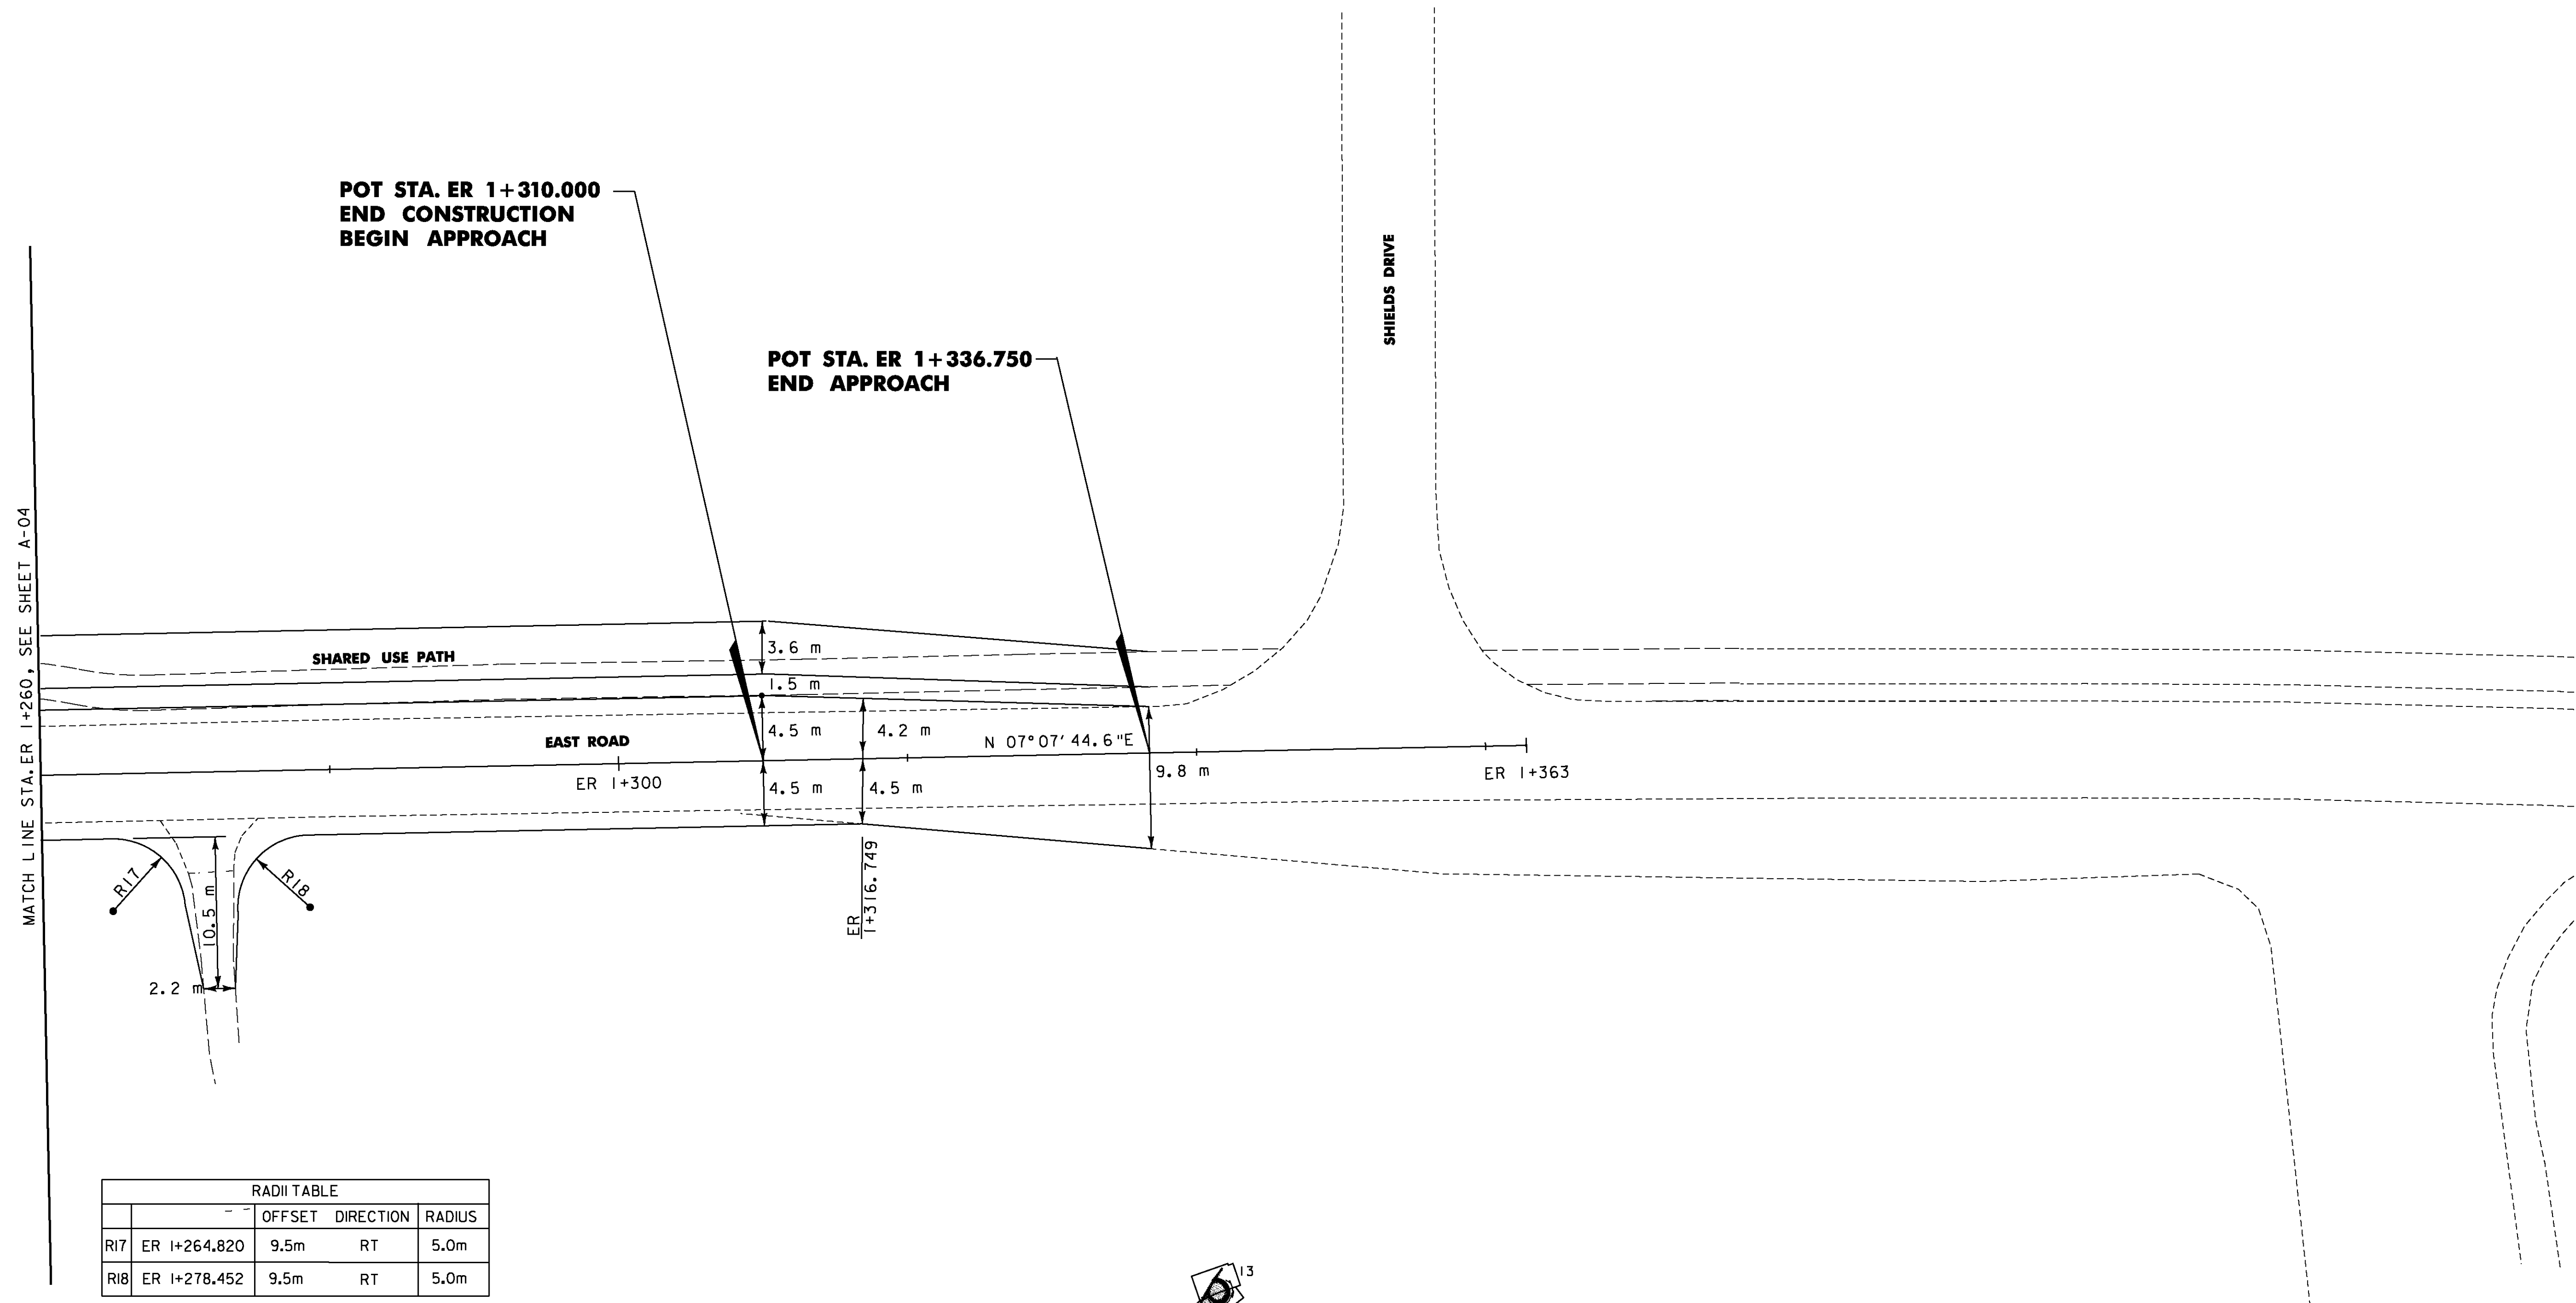 POT STA. ER 1+310.000
END CONSTRUCTION
BEGIN APPROACH
POT STA. ER 1+336.750
END APPROACH
SHIELDS DRIVE
MATCH LINE STA.ER 1+260, SEE SHEET A-04
SHARED USE PATH
3.6 m
1.5 m
EAST ROAD
4.5 m
4.2 m
N 07°07'44.6"E
ER 1+300
4.5 m
4.5 m
9.8 m
ER 1+363
R17
R18
10.5 m
2.2 m
ER
1+316.749
RADII TABLE
OFFSET DIRECTION RADIUS
R17 ER 1+264.820 9.5m RT 5.0m
R18 ER 1+278.452 9.5m RT 5.0m
13